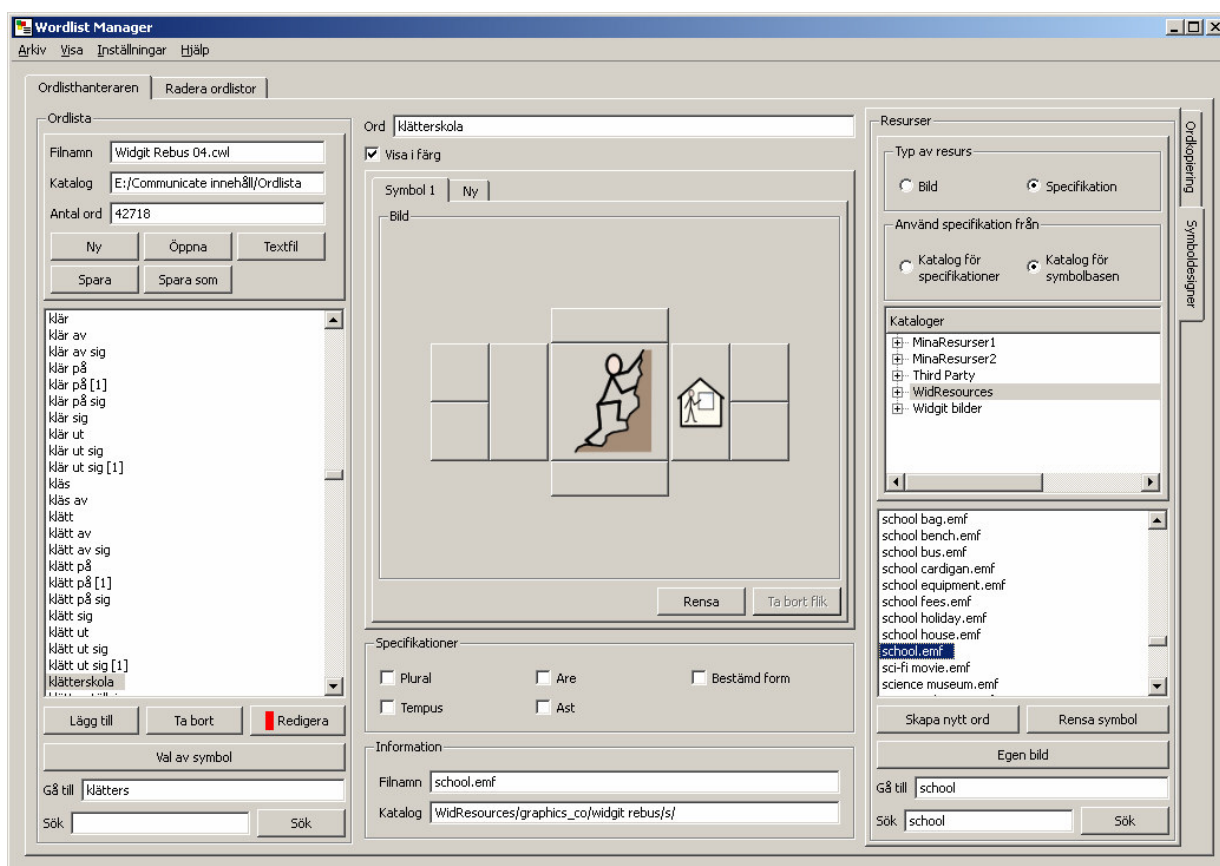 Wordlist Manager
Arkiv Visa Inställningar Hjälp
Ordlisthanteraren Radera ordlistor
Ordlista
Filnamn Widgit Rebus 04.cwl
Katalog E:/Communicate innehåll/Ordlista
Antal ord 42718
Ny Öppna Textfil
Spara Spara som
klär
klär av
klär av sig
klär på
klär på [1]
klär på sig
klär sig
klär ut
klär ut sig
klär ut sig [1]
kläs
kläs av
klätt
klätt av
klätt av sig
klätt på
klätt på [1]
klätt på sig
klätt sig
klätt ut
klätt ut sig
klätt ut sig [1]
klätterskola
Lägg till Ta bort Redigera
Val av symbol
Gå till klätters
Sök Sök
Ord klätterskola
Visa i färg
Symbol 1 Ny
Bild
Rensa Ta bort flik
Specifikationer
Plural Are Bestämd form
Tempus Ast
Information
Filnamn school.emf
Katalog WidResources/graphics_co/widgit rebus/s/
Resurser
Typ av resurs
Bild Specifikation
Använd specifikation från
Katalog för specifikationer
Katalog för symbolbasen
Kataloger
MinaResurser1
MinaResurser2
Third Party
WidResources
Widgit bilder
school bag.emf
school bench.emf
school bus.emf
school cardigan.emf
school equipment.emf
school fees.emf
school holiday.emf
school house.emf
school.emf
sci-fi movie.emf
science museum.emf
Skapa nytt ord Rensa symbol
Egen bild
Gå till school
Sök school Sök
Ordkopiering
Symboldesigner